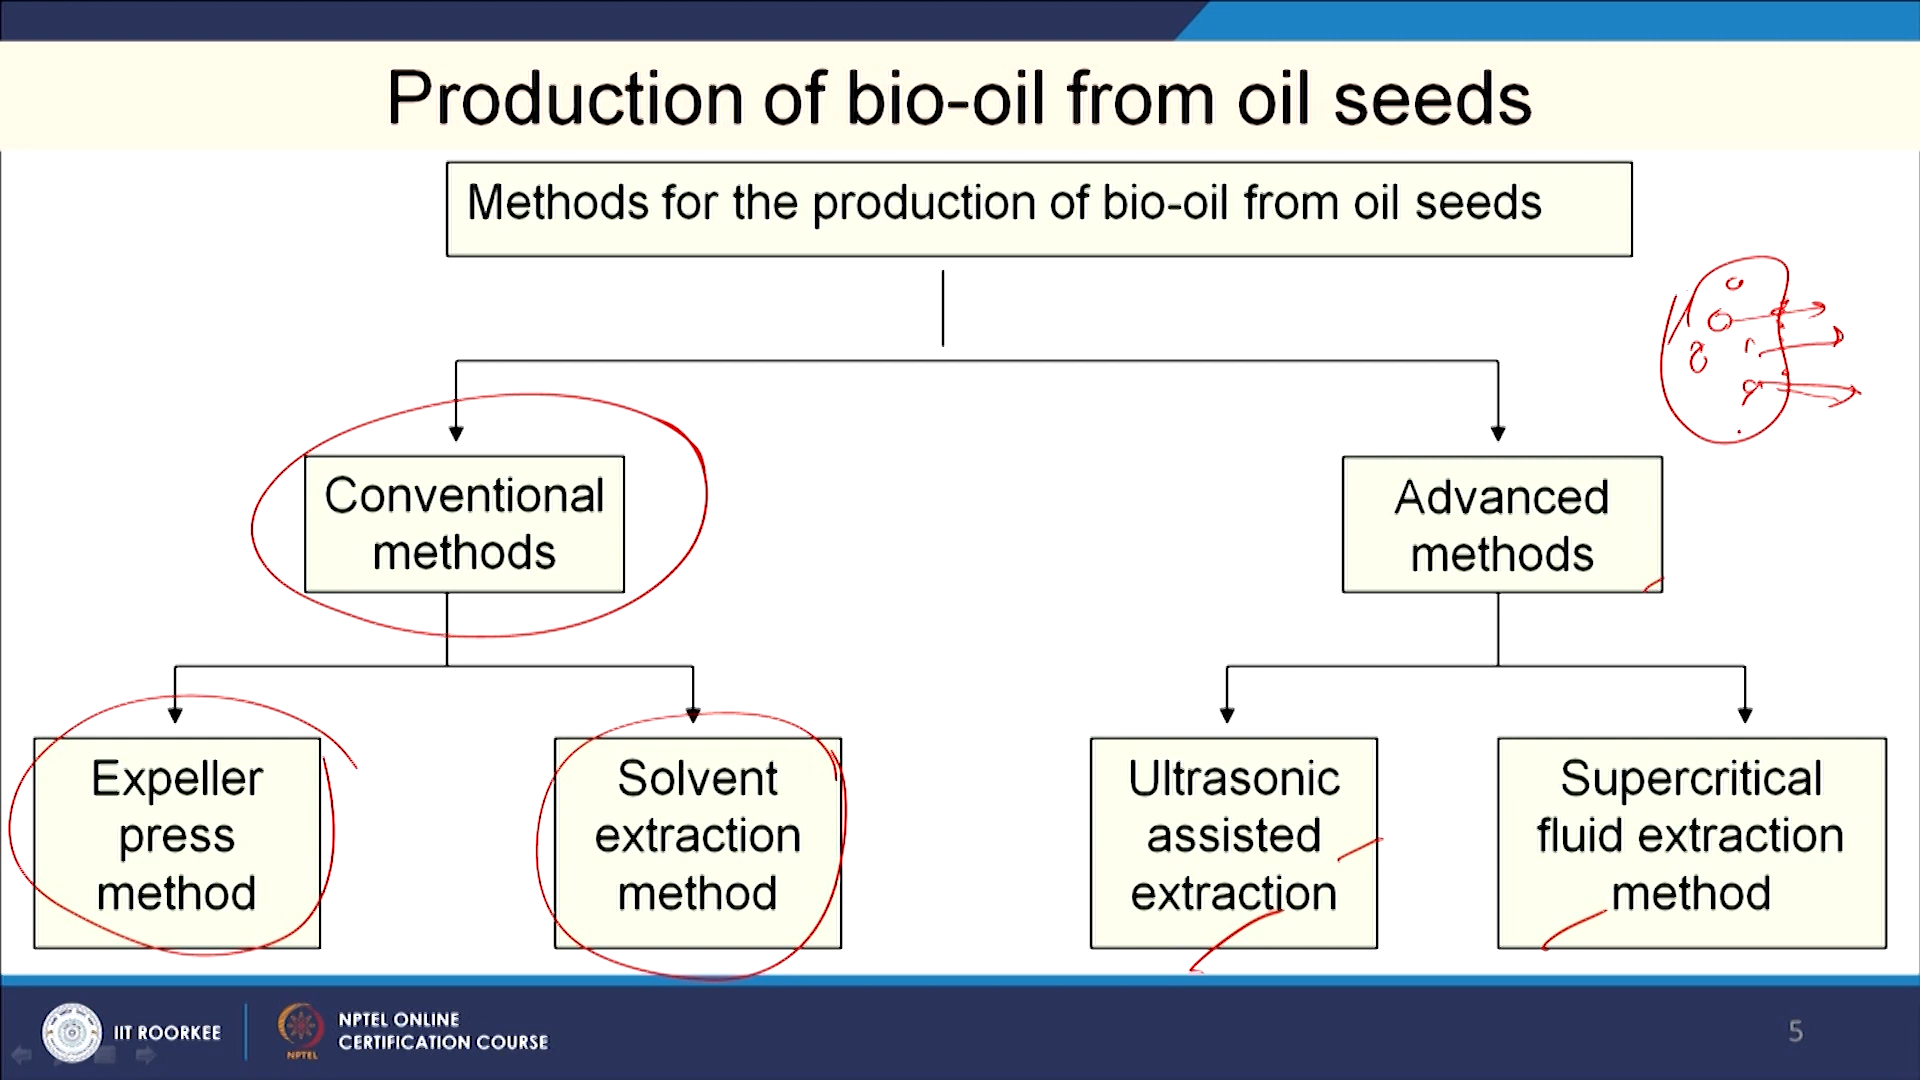 Production of bio-oil from oil seeds
Methods for the production of bio-oil from oil seeds
Conventional
methods
Advanced
methods
Expeller
press
method
Solvent
extraction
method
Ultrasonic
assisted
extraction
Supercritical
fluid extraction
method
IIT ROORKEE
NPTEL
NPTEL ONLINE
CERTIFICATION COURSE
5